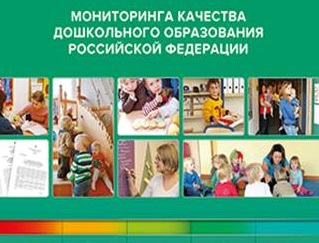 МОНИТОРИНГА КАЧЕСТВА
ДОШКОЛЬНОГО ОБРАЗОВАНИЯ
РОССИЙСКОЙ ФЕДЕРАЦИИ